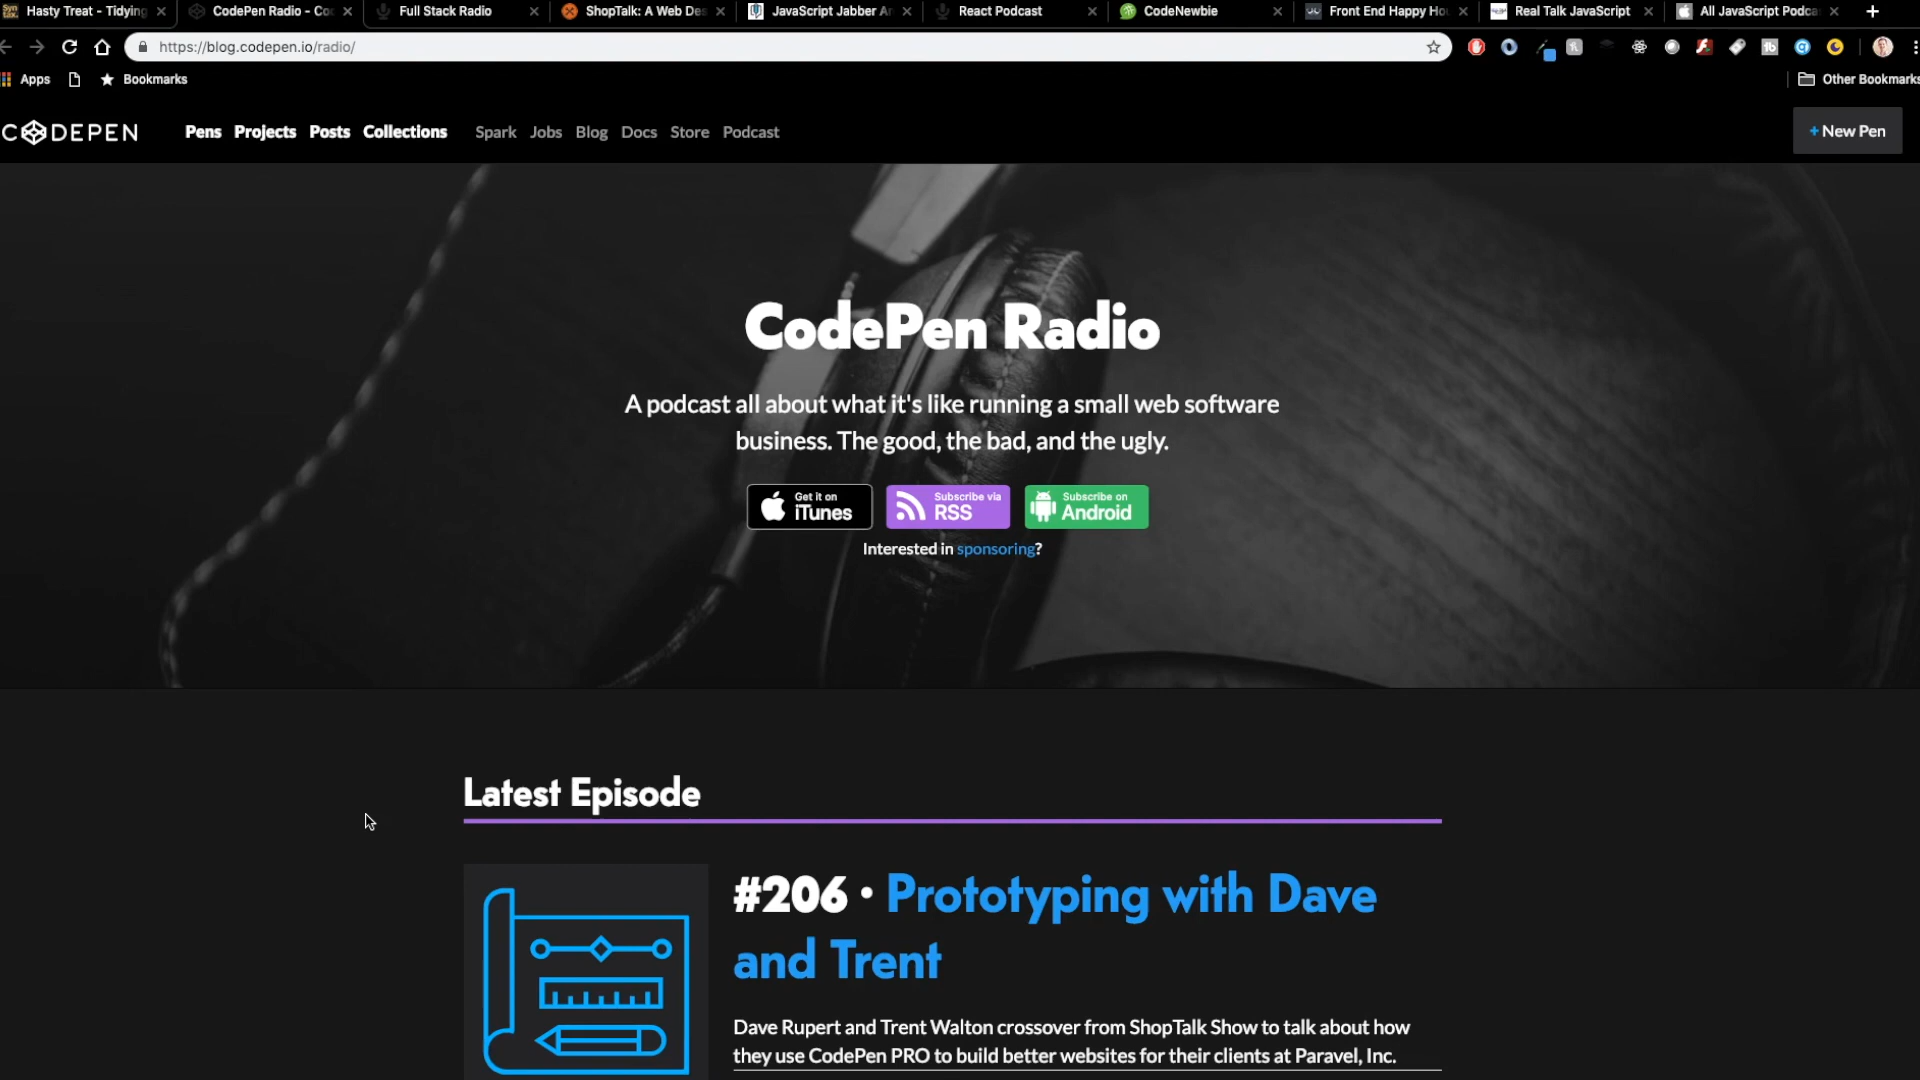 Hasty Treat - Tidying
CodePen Radio - Co
Full Stack Radio
ShopTalk: A Web Des
JavaScript Jabber Ar
React Podcast
CodeNewbie
Front End Happy Ho
Real Talk JavaScript
All JavaScript Podca
https://blog.codepen.io/radio/
Apps
Bookmarks
Other Bookmarks
CODEPEN
Pens Projects Posts Collections Spark Jobs Blog Docs Store Podcast
+ New Pen
CodePen Radio
A podcast all about what it's like running a small web software
business. The good, the bad, and the ugly.
Get it on
iTunes
Subscribe via
RSS
Subscribe on
Android
Interested in sponsoring?
Latest Episode
#206 • Prototyping with Dave
and Trent
Dave Rupert and Trent Walton crossover from ShopTalk Show to talk about how
they use CodePen PRO to build better websites for their clients at Paravel, Inc.